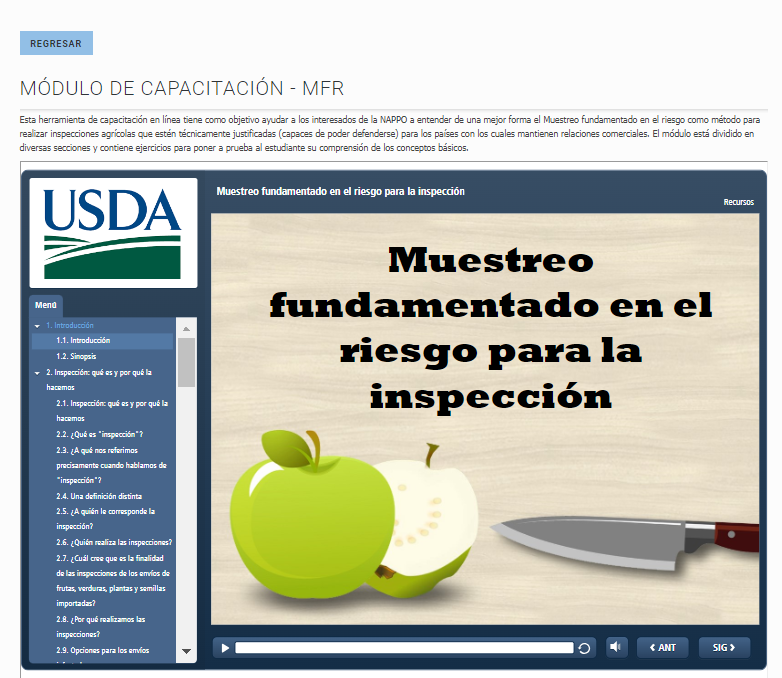 REGRESAR
MÓDULO DE CAPACITACIÓN - MFR
Esta herramienta de capacitación en línea tiene como objetivo ayudar a los interesados de la NAPPO a entender de una mejor forma el Muestreo fundamentado en el riesgo como método para
realizar inspecciones agrícolas que estén técnicamente justificadas (capaces de poder defenderse) para los países con los cuales mantienen relaciones comerciales. El módulo está dividido en
diversas secciones y contiene ejercicios para poner a prueba al estudiante su comprensión de los conceptos básicos.
USDA
Muestreo fundamentado en el riesgo para la inspección
Recursos
Menú
1. Introducción
1.1. Introducción
1.2. Sinopsis
2. Inspección: qué es y por qué la
hacemos
2.1. Inspección: qué es y por qué la
hacemos
2.2. ¿Qué es "inspección"?
2.3. ¿A qué nos referimos
precisamente cuando hablamos de
"inspección"?
2.4. Una definición distinta
2.5. ¿A quién le corresponde la
inspección?
2.6. ¿Quién realiza las inspecciones?
2.7. ¿Cuál cree que es la finalidad
de las inspecciones de los envíos de
frutas, verduras, plantas y semillas
importadas?
2.8. ¿Por qué realizamos las
inspecciones?
2.9. Opciones para los envíos
Muestreo
fundamentado en el
riesgo para la
inspección
ANT
SIG